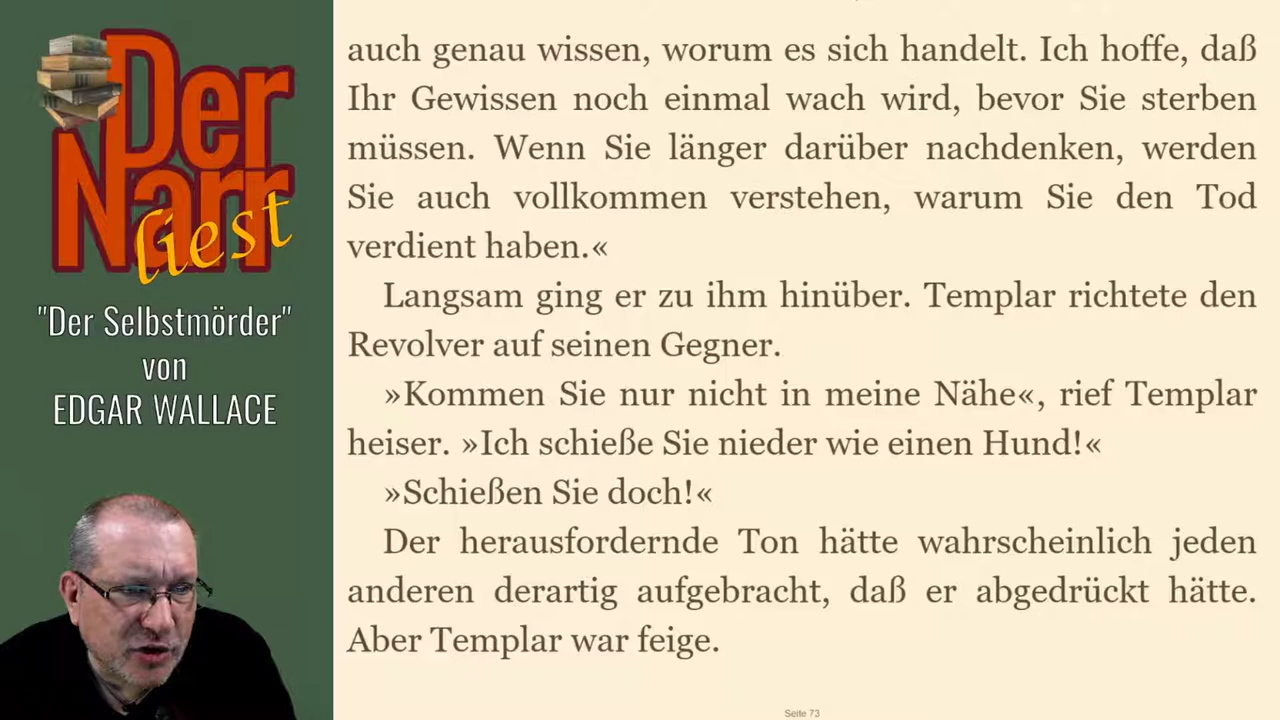 Der
Narr
liest
"Der Selbstmörder"
von
EDGAR WALLACE
auch genau wissen, worum es sich handelt. Ich hoffe, daß
Ihr Gewissen noch einmal wach wird, bevor Sie sterben
müssen. Wenn Sie länger darüber nachdenken, werden
Sie auch vollkommen verstehen, warum Sie den Tod
verdient haben.«
Langsam ging er zu ihm hinüber. Templar richtete den
Revolver auf seinen Gegner.
»Kommen Sie nur nicht in meine Nähe«, rief Templar
heiser. »Ich schieße Sie nieder wie einen Hund!«
»Schießen Sie doch!«
Der herausfordernde Ton hätte wahrscheinlich jeden
anderen derartig aufgebracht, daß er abgedrückt hätte.
Aber Templar war feige.
Seite 73